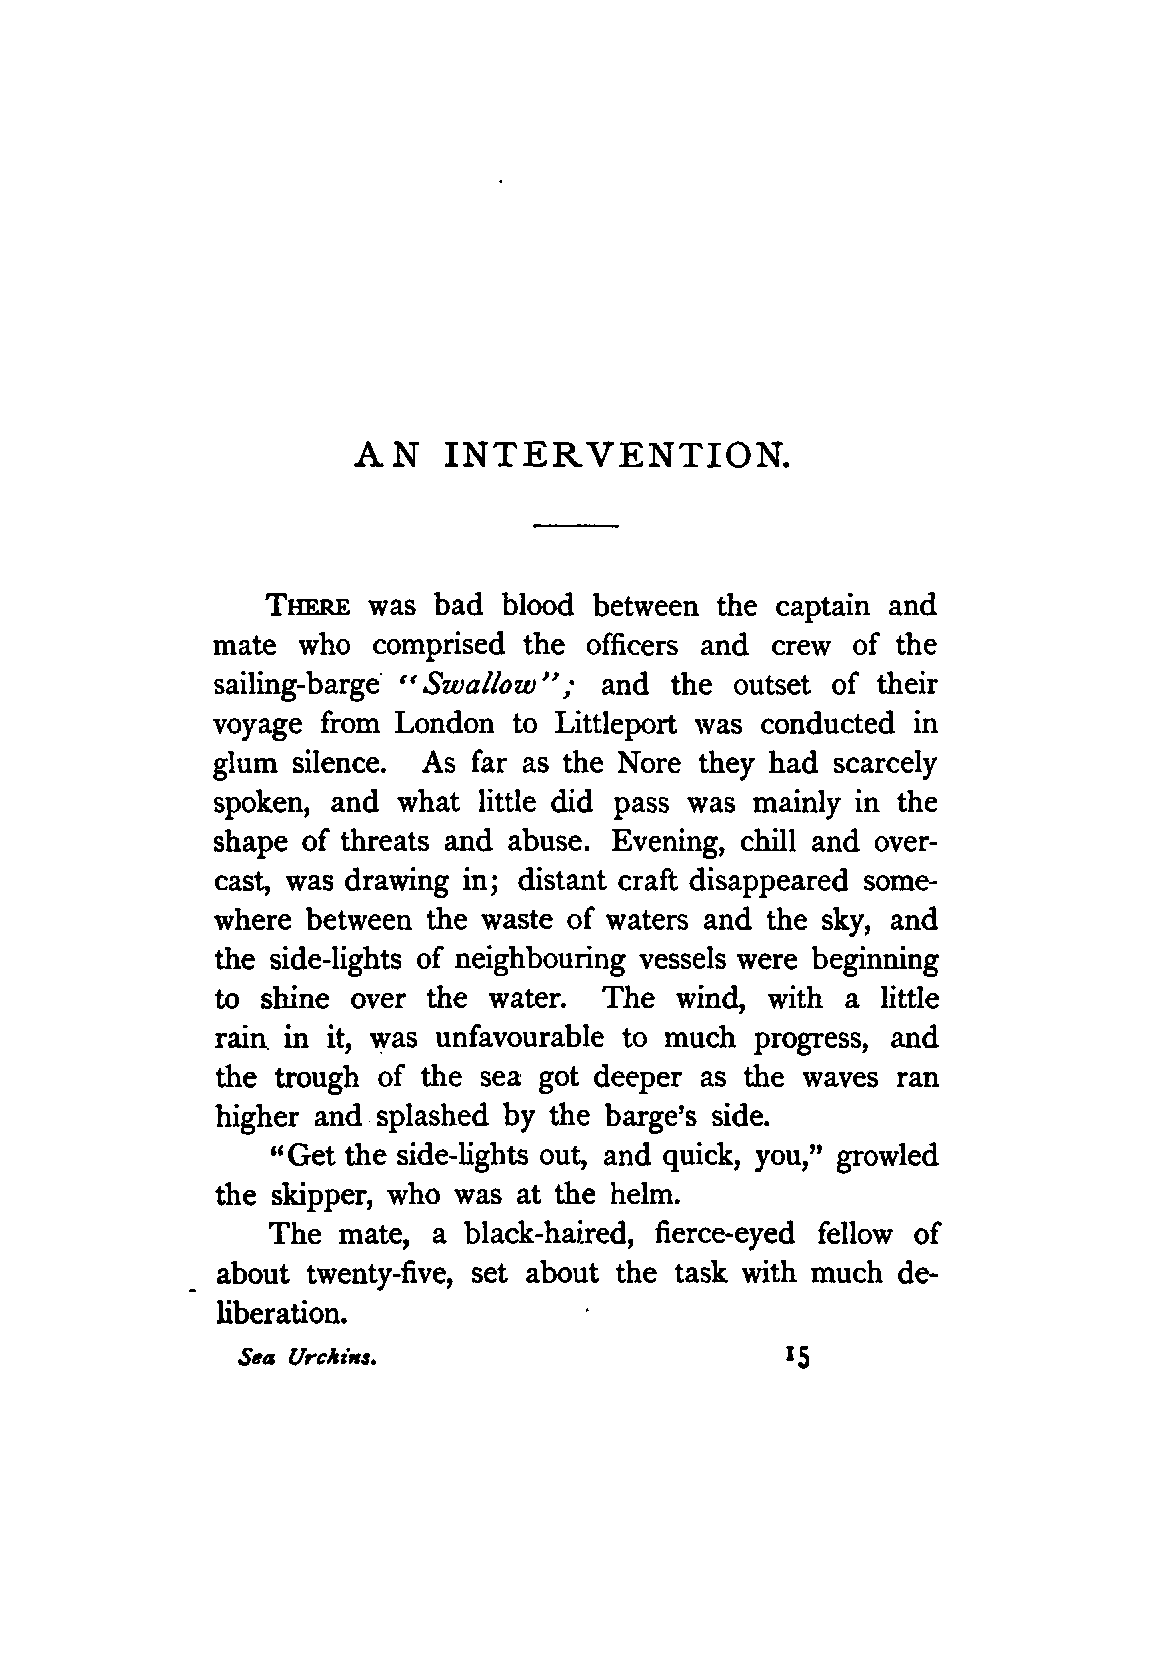 AN INTERVENTION.
THERE was bad blood between the captain and
mate who comprised the officers and crew of the
sailing-barge "Swallow"; and the outset of their
voyage from London to Littleport was conducted in
glum silence. As far as the Nore they had scarcely
spoken, and what little did pass was mainly in the
shape of threats and abuse. Evening, chill and over-
cast, was drawing in; distant craft disappeared some-
where between the waste of waters and the sky, and
the side-lights of neighbouring vessels were beginning
to shine over the water. The wind, with a little
rain in it, was unfavourable to much progress, and
the trough of the sea got deeper as the waves ran
higher and splashed by the barge's side.
"Get the side-lights out, and quick, you," growled
the skipper, who was at the helm.
The mate, a black-haired, fierce-eyed fellow of
about twenty-five, set about the task with much de-
liberation.
Sea Urchins. 15